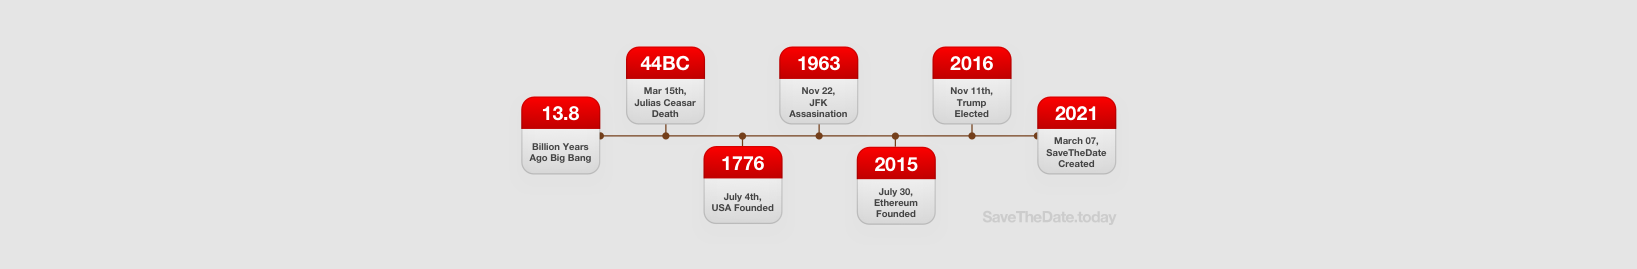 13.8
Billion Years
Ago Big Bang
44BC
Mar 15th,
Julias Ceasar
Death
1776
July 4th,
USA Founded
1963
Nov 22,
JFK
Assasination
2015
July 30,
Ethereum
Founded
2016
Nov 11th,
Trump
Elected
2021
March 07,
SaveTheDate
Created
SaveTheDate.today